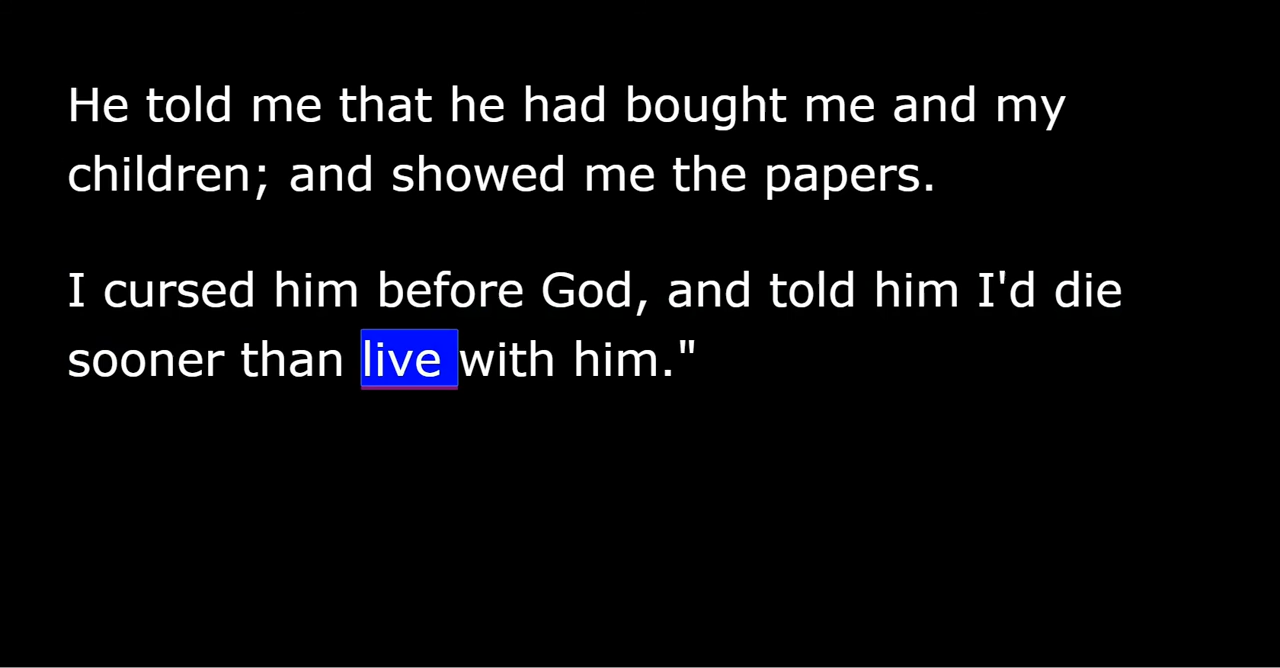 He told me that he had bought me and my
children; and showed me the papers.
I cursed him before God, and told him I'd die
sooner than live with him."